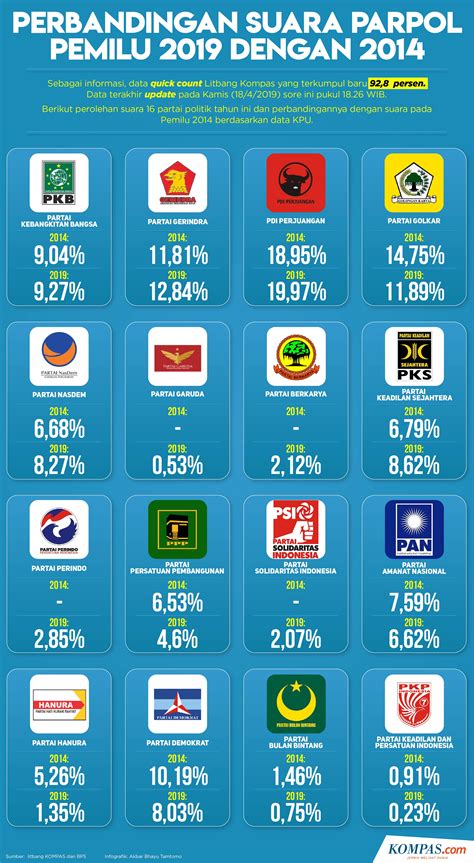 PERBANDINGAN SUARA PARPOL
PEMILU 2019 DENGAN 2014
Sebagai informasi, data quick count Litbang Kompas yang terkumpul baru 92,8 persen.
Data terakhir update pada Kamis (18/4/2019) sore ini pukul 18.26 WIB.
Berikut perolehan suara 16 partai politik tahun ini dan perbandingannya dengan suara pada
Pemilu 2014 berdasarkan data KPU.
PKB
PARTAI
KEBANGKITAN BANGSA
2014:
9,04%
2019:
9,27%
GERINDRA
PARTAI GERINDRA
2014:
11,81%
2019:
12,84%
PDI PERJUANGAN
PDI PERJUANGAN
2014:
18,95%
2019:
19,97%
GOLONGAN KARYA
PARTAI GOLKAR
2014:
14,75%
2019:
11,89%
PARTAI NasDem
PARTAI NASDEM
2014:
6,68%
2019:
8,27%
PARTAI GARUDA
2014:
-
2019:
0,53%
PARTAI BERKARYA
2014:
-
2019:
2,12%
PARTAI KEADILAN
SEJAHTERA
PKS
PARTAI
KEADILAN SEJAHTERA
2014:
6,79%
2019:
8,62%
PARTAI PERINDO
PARTAI PERINDO
2014:
-
2019:
2,85%
PPP
PARTAI
PERSATUAN PEMBANGUNAN
2014:
6,53%
2019:
4,6%
PSI
PARTAI
SOLIDARITAS
INDONESIA
PARTAI
SOLIDARITAS INDONESIA
2014:
-
2019:
2,07%
PAN
PARTAI
AMANAT NASIONAL
2014:
7,59%
2019:
6,62%
HANURA
PARTAI HATI NURANI RAKYAT
PARTAI HANURA
2014:
5,26%
2019:
1,35%
PARTAI DEMOKRAT
PARTAI DEMOKRAT
2014:
10,19%
2019:
8,03%
PARTAI BULAN BINTANG
PARTAI
BULAN BINTANG
2014:
1,46%
2019:
0,75%
PKP
INDONESIA
PARTAI KEADILAN DAN
PERSATUAN INDONESIA
2014:
0,91%
2019:
0,23%
Sumber: litbang KOMPAS dan BPS
Infografik: Akbar Bhayu Tamtomo
KOMPAS.com
JERNIH MELIHAT DUNIA